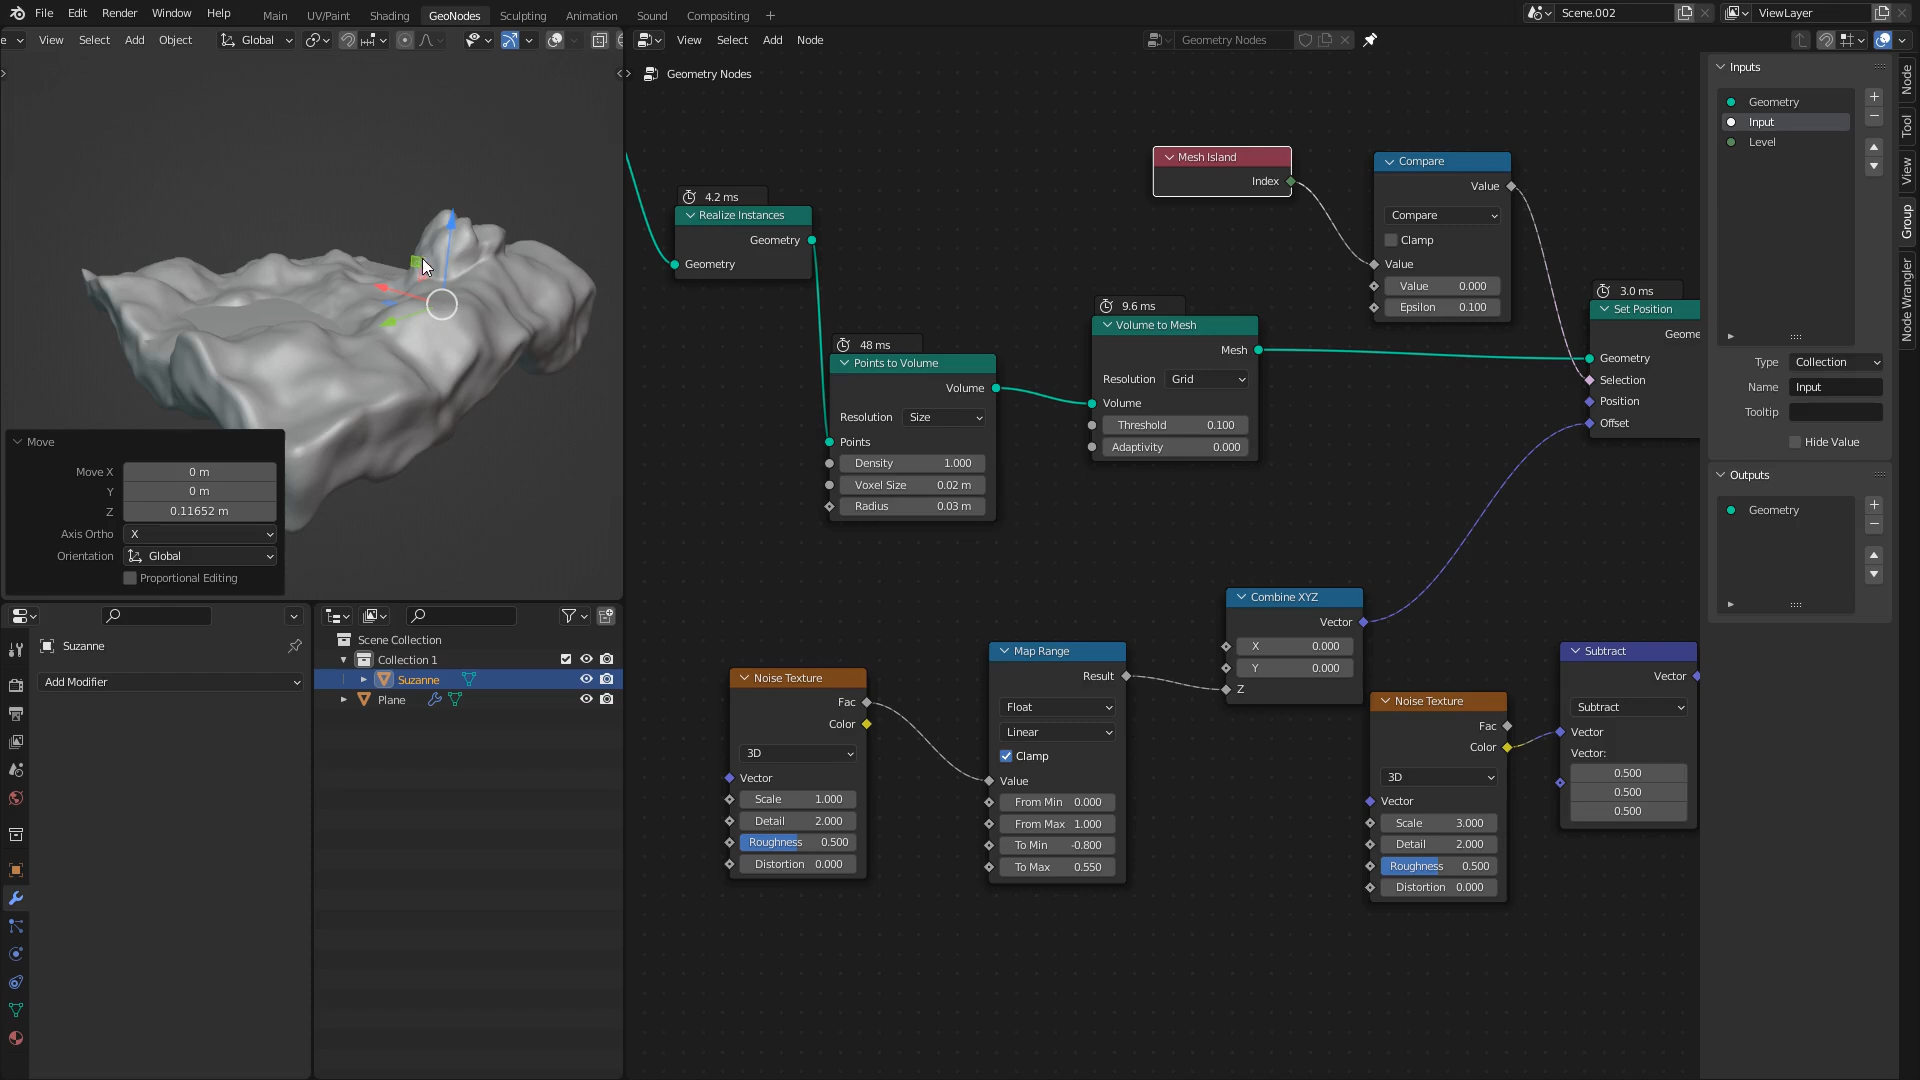 File Edit Render Window Help Main UV/Paint Shading GeoNodes Sculpting Animation Sound Compositing + Scene.002 ViewLayer
View Select Add Object Global View Select Add Node Geometry Nodes
Geometry Nodes
4.2 ms
Realize Instances
Geometry
Geometry
48 ms
Points to Volume
Volume
Resolution Size
Points
Density 1.000
Voxel Size 0.02 m
Radius 0.03 m
9.6 ms
Volume to Mesh
Mesh
Resolution Grid
Volume
Threshold 0.100
Adaptivity 0.000
Mesh Island
Index
Compare
Value
Compare
Clamp
Value
Value 0.000
Epsilon 0.100
3.0 ms
Set Position
Geome
Geometry
Selection
Position
Offset
Combine XYZ
Vector
X 0.000
Y 0.000
Z
Noise Texture
Fac
Color
3D
Vector
Scale 1.000
Detail 2.000
Roughness 0.500
Distortion 0.000
Map Range
Result
Float
Linear
Clamp
Value
From Min 0.000
From Max 1.000
To Min -0.800
To Max 0.550
Noise Texture
Fac
Color
3D
Vector
Scale 3.000
Detail 2.000
Roughness 0.500
Distortion 0.000
Subtract
Vector
Subtract
Vector
Vector:
0.500
0.500
0.500
Inputs
Geometry
Input
Level
Type Collection
Name Input
Tooltip
Hide Value
Outputs
Geometry
Node
Tool
View
Group
Node Wrangler
Move
Move X 0 m
Y 0 m
Z 0.11652 m
Axis Ortho X
Orientation Global
Proportional Editing
Suzanne
Add Modifier
Scene Collection
Collection 1
Suzanne
Plane